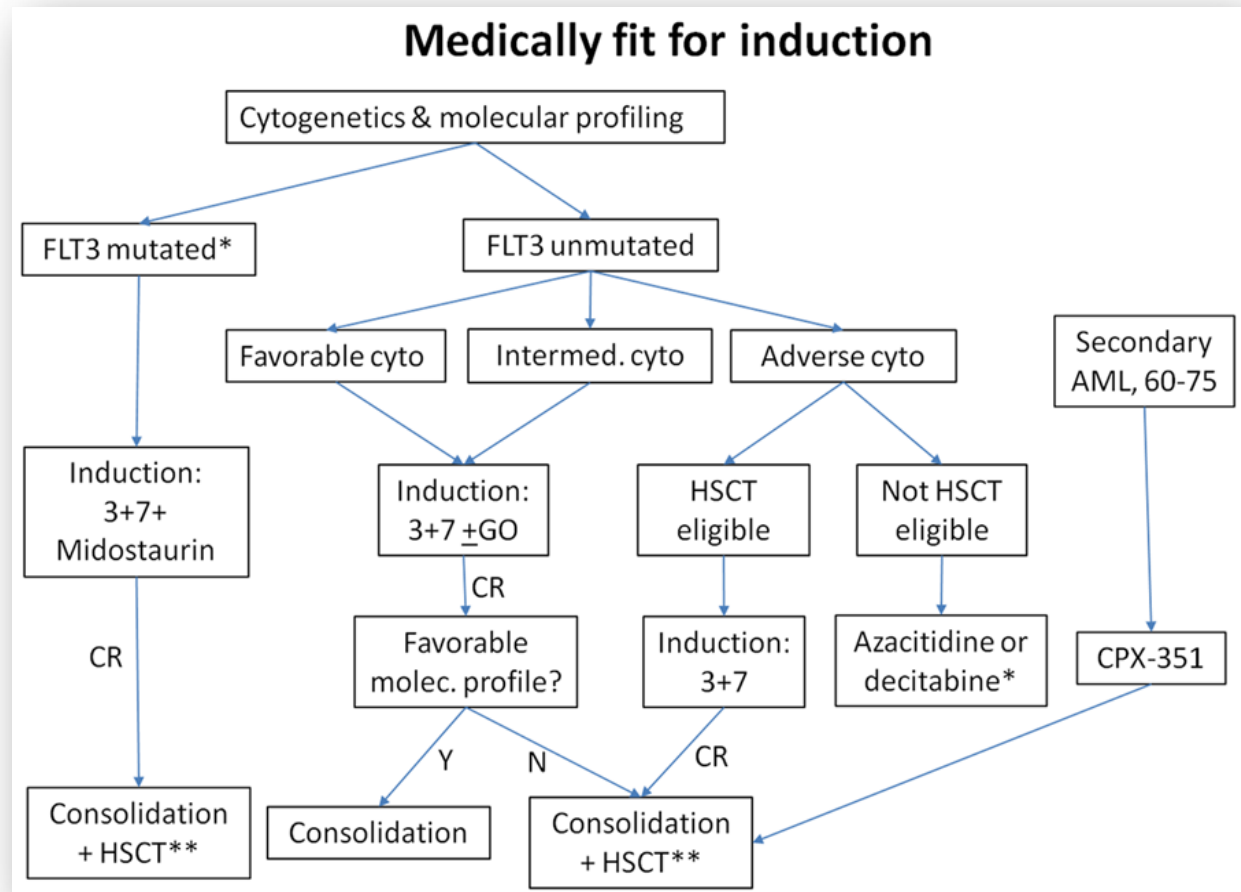 Medically fit for induction
Cytogenetics & molecular profiling
FLT3 mutated*
FLT3 unmutated
Favorable cyto
Intermed. cyto
Adverse cyto
Secondary
AML, 60-75
Induction:
3+7+
Midostaurin
Induction:
3+7 ±GO
HSCT
eligible
Not HSCT
eligible
CR
CR
Favorable
molec. profile?
Induction:
3+7
Azacitidine or
decitabine*
CPX-351
Y
N
CR
Consolidation
+ HSCT**
Consolidation
Consolidation
+ HSCT**